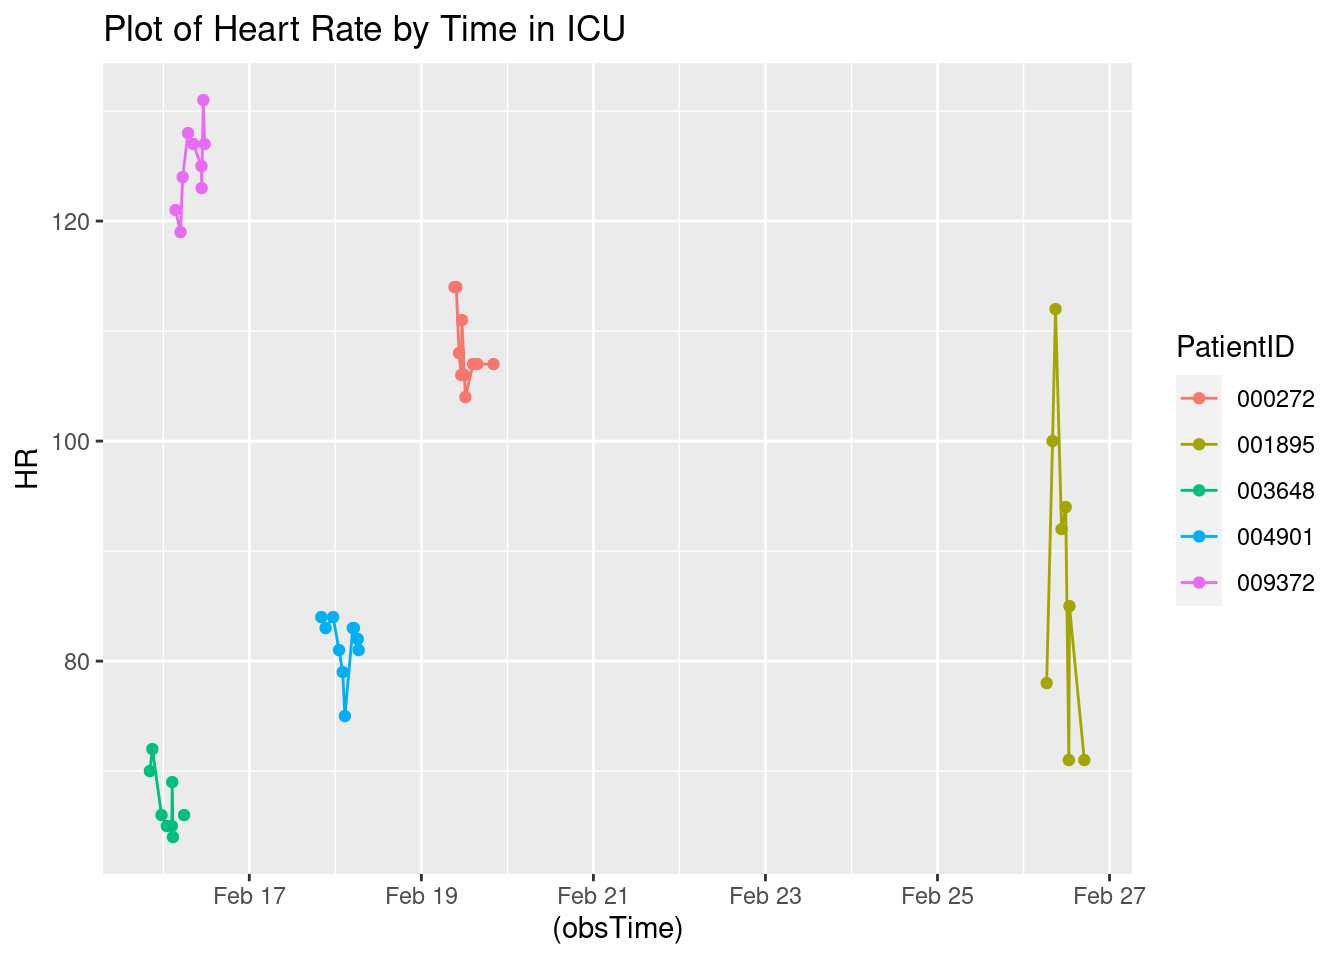 Plot of Heart Rate by Time in ICU
120
100
80
HR
Feb 17
Feb 19
Feb 21
Feb 23
Feb 25
Feb 27
(obsTime)
PatientID
000272
001895
003648
004901
009372